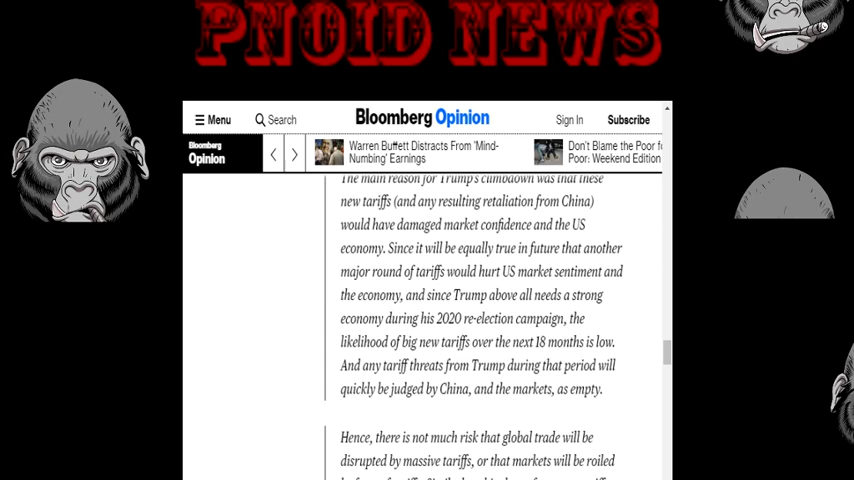 PNOID NEWS
Menu
Search
Bloomberg Opinion
Sign In
Subscribe
Bloomberg
Opinion
Warren Buffett Distracts From 'Mind-
Numbing' Earnings
Don't Blame the Poor f
Poor: Weekend Edition
The main reason for Trump's climbdown was that these
new tariffs (and any resulting retaliation from China)
would have damaged market confidence and the US
economy. Since it will be equally true in future that another
major round of tariffs would hurt US market sentiment and
the economy, and since Trump above all needs a strong
economy during his 2020 re-election campaign, the
likelihood of big new tariffs over the next 18 months is low.
And any tariff threats from Trump during that period will
quickly be judged by China, and the markets, as empty.
Hence, there is not much risk that global trade will be
disrupted by massive tariffs, or that markets will be roiled